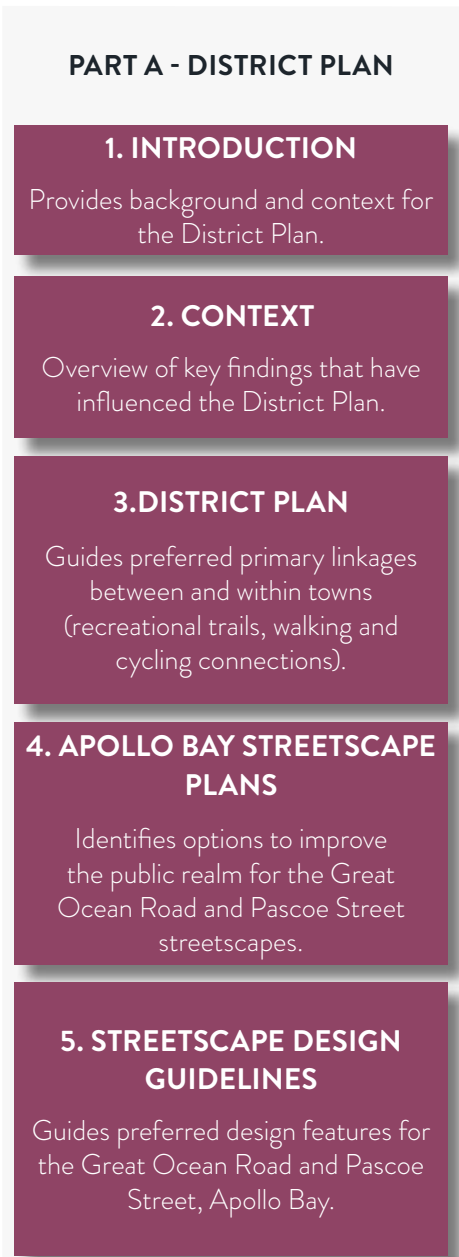 PART A - DISTRICT PLAN
1. INTRODUCTION
Provides background and context for
the District Plan.
2. CONTEXT
Overview of key findings that have
influenced the District Plan.
3.DISTRICT PLAN
Guides preferred primary linkages
between and within towns
(recreational trails, walking and
cycling connections).
4. APOLLO BAY STREETSCAPE
PLANS
Identifies options to improve
the public realm for the Great
Ocean Road and Pascoe Street
streetscapes.
5. STREETSCAPE DESIGN
GUIDELINES
Guides preferred design features for
the Great Ocean Road and Pascoe
Street, Apollo Bay.